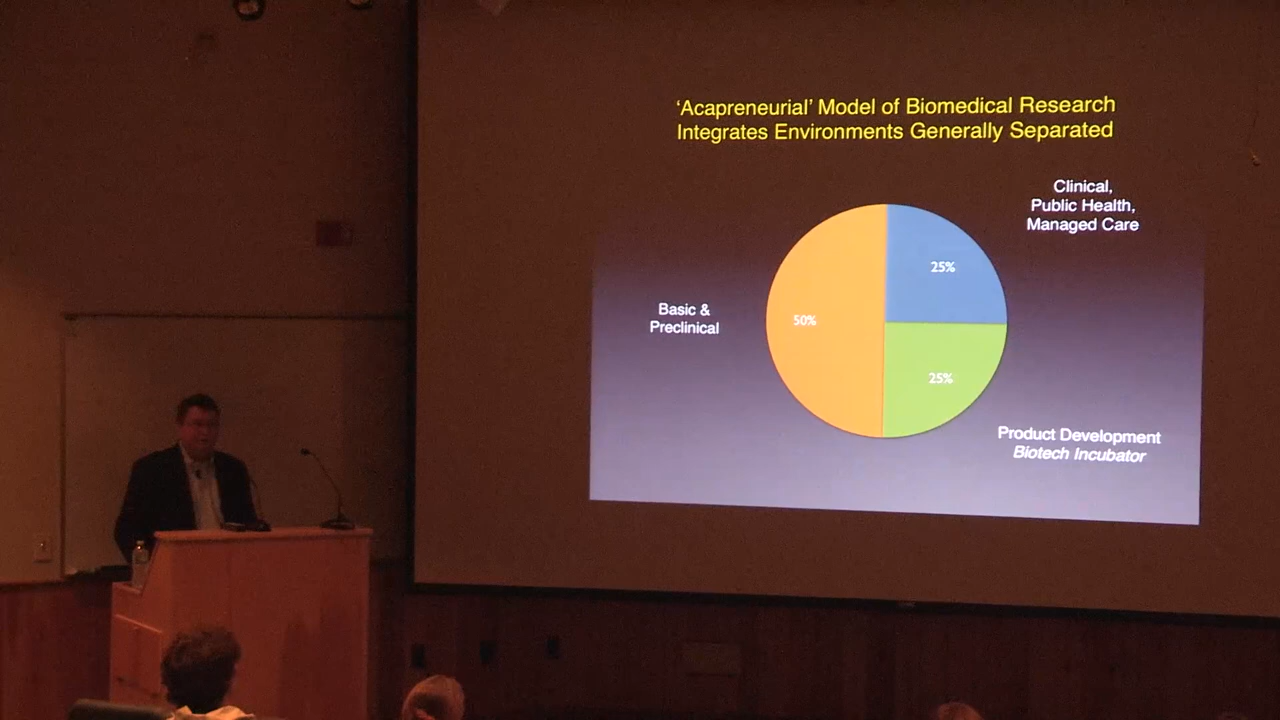 'Acapreneurial' Model of Biomedical Research
Integrates Environments Generally Separated
Clinical,
Public Health,
Managed Care
25%
Basic &
Preclinical
50%
25%
Product Development
Biotech Incubator